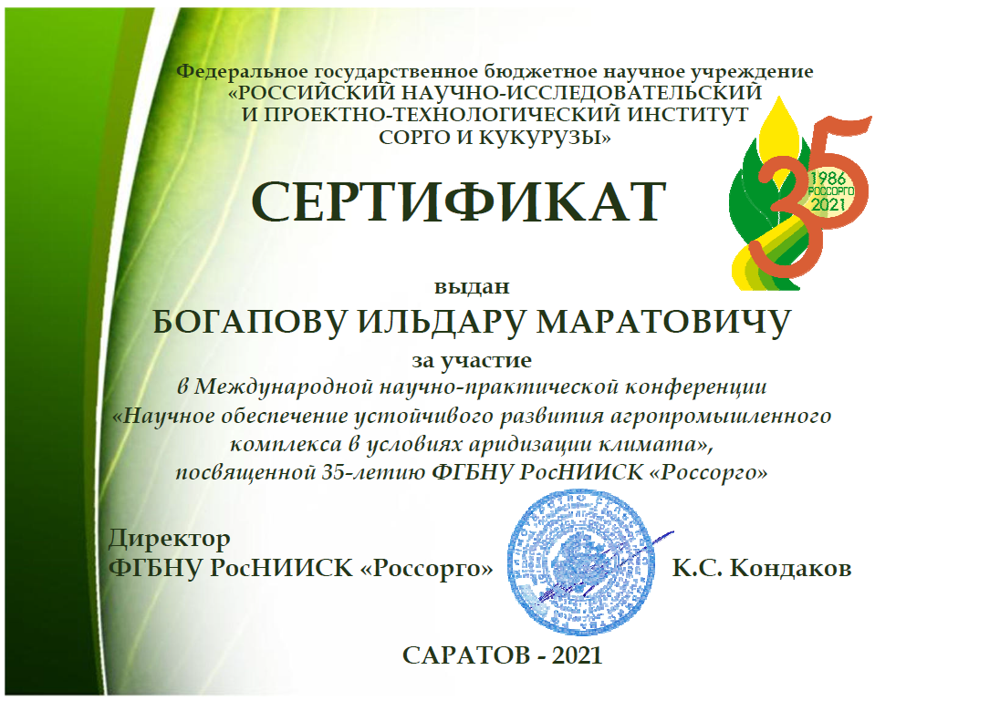 Федеральное государственное бюджетное научное учреждение
«РОССИЙСКИЙ НАУЧНО-ИССЛЕДОВАТЕЛЬСКИЙ
И ПРОЕКТНО-ТЕХНОЛОГИЧЕСКИЙ ИНСТИТУТ
СОРГО И КУКУРУЗЫ»
35
1986
РОССОРГО
2021
СЕРТИФИКАТ
выдан
БОГАПОВУ ИЛЬДАРУ МАРАТОВИЧУ
за участие
в Международной научно-практической конференции
«Научное обеспечение устойчивого развития агропромышленного
комплекса в условиях аридизации климата»,
посвященной 35-летию ФГБНУ РосНИИСК «Россорго»
Директор
ФГБНУ РосНИИСК «Россорго»
К.С. Кондаков
САРАТОВ - 2021